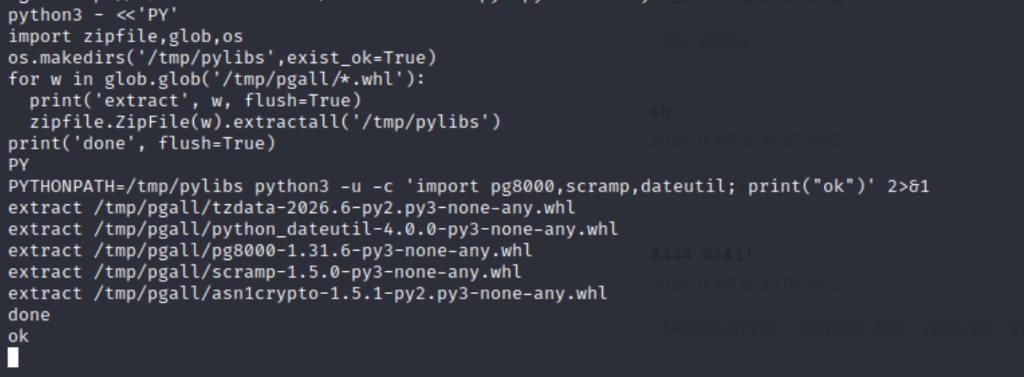 python3 - <<'PY'
import zipfile,glob,os
os.makedirs('/tmp/pylibs',exist_ok=True)
for w in glob.glob('/tmp/pgall/*.whl'):
  print('extract', w, flush=True)
  zipfile.ZipFile(w).extractall('/tmp/pylibs')
print('done', flush=True)
PY
PYTHONPATH=/tmp/pylibs python3 -u -c 'import pg8000,scramp,dateutil; print("ok")' 2>&1
extract /tmp/pgall/tzdata-2026.6-py2.py3-none-any.whl
extract /tmp/pgall/python_dateutil-4.0.0-py3-none-any.whl
extract /tmp/pgall/pg8000-1.31.6-py3-none-any.whl
extract /tmp/pgall/scramp-1.5.0-py3-none-any.whl
extract /tmp/pgall/asn1crypto-1.5.1-py2.py3-none-any.whl
done
ok
sh
4444 0>&1'